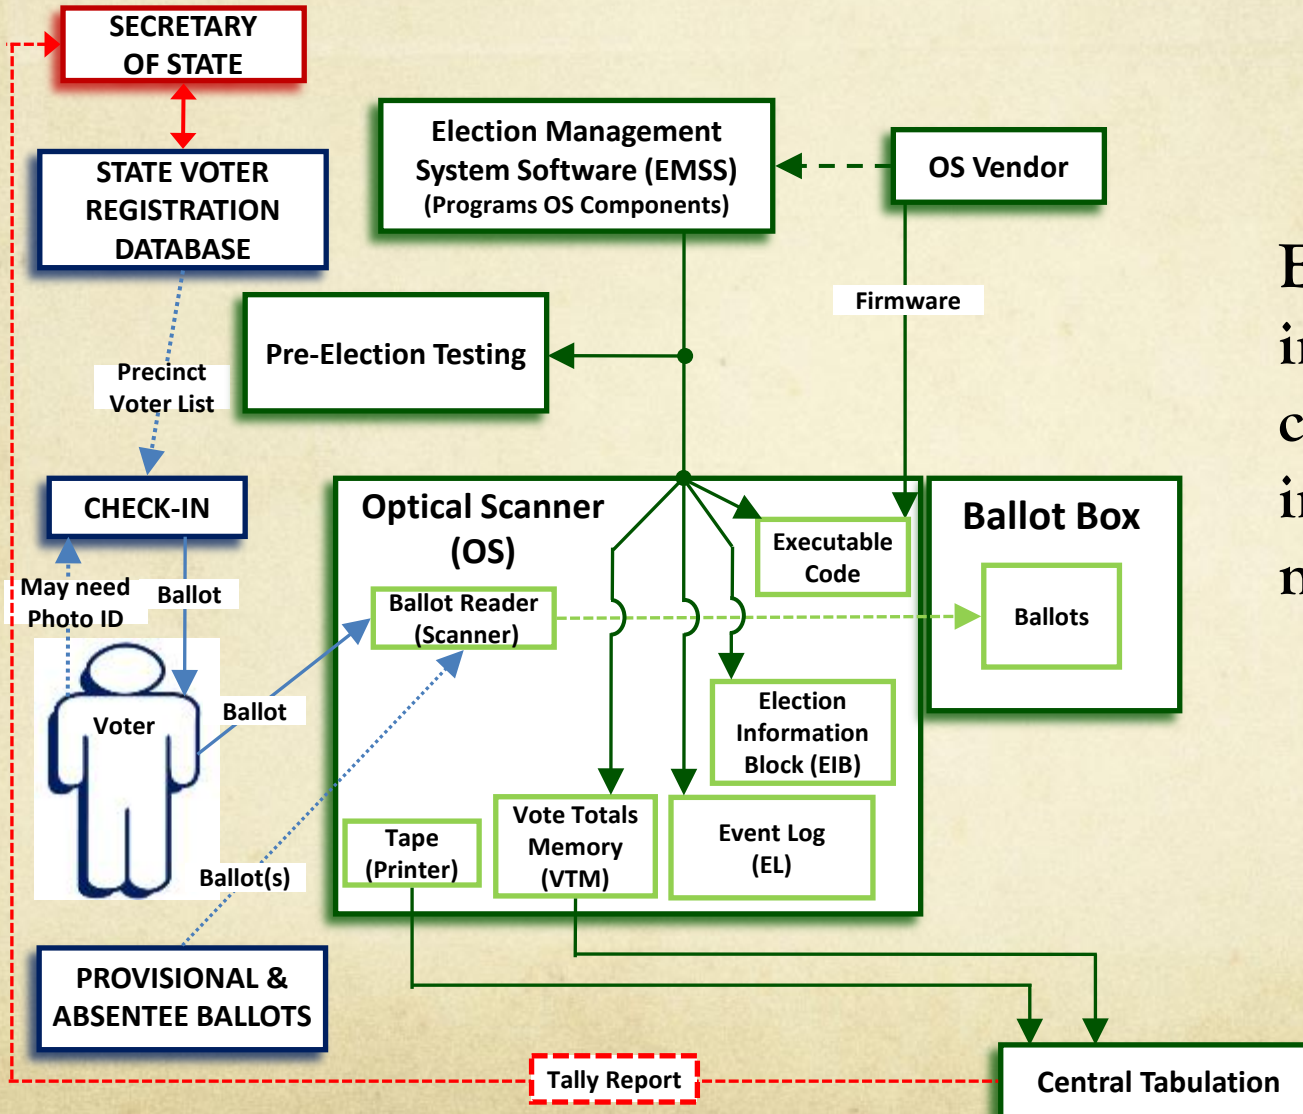 SECRETARY
OF STATE
STATE VOTER
REGISTRATION
DATABASE
Election Management
System Software (EMSS)
(Programs OS Components)
OS Vendor
Firmware
Pre-Election Testing
Precinct
Voter List
CHECK-IN
May need
Photo ID
Ballot
Voter
Ballot
Ballot(s)
PROVISIONAL &
ABSENTEE BALLOTS
Optical Scanner
(OS)
Ballot Reader
(Scanner)
Executable
Code
Election
Information
Block (EIB)
Tape
(Printer)
Vote Totals
Memory
(VTM)
Event Log
(EL)
Ballot Box
Ballots
Tally Report
Central Tabulation